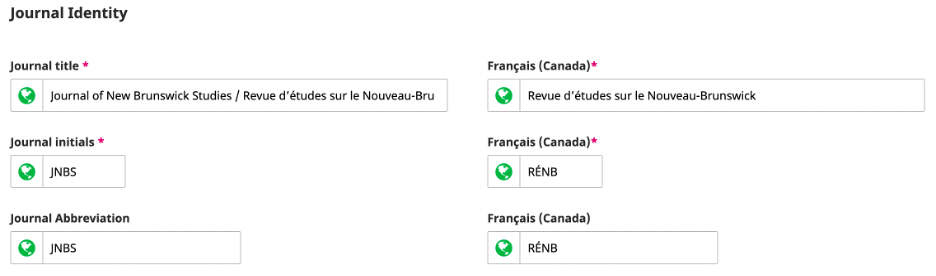 Journal Identity
Journal title * Français (Canada)*
Journal of New Brunswick Studies / Revue d'études sur le Nouveau-Bru Revue d'études sur le Nouveau-Brunswick
Journal initials * Français (Canada)*
JNBS RÉNB
Journal Abbreviation Français (Canada)
JNBS RÉNB